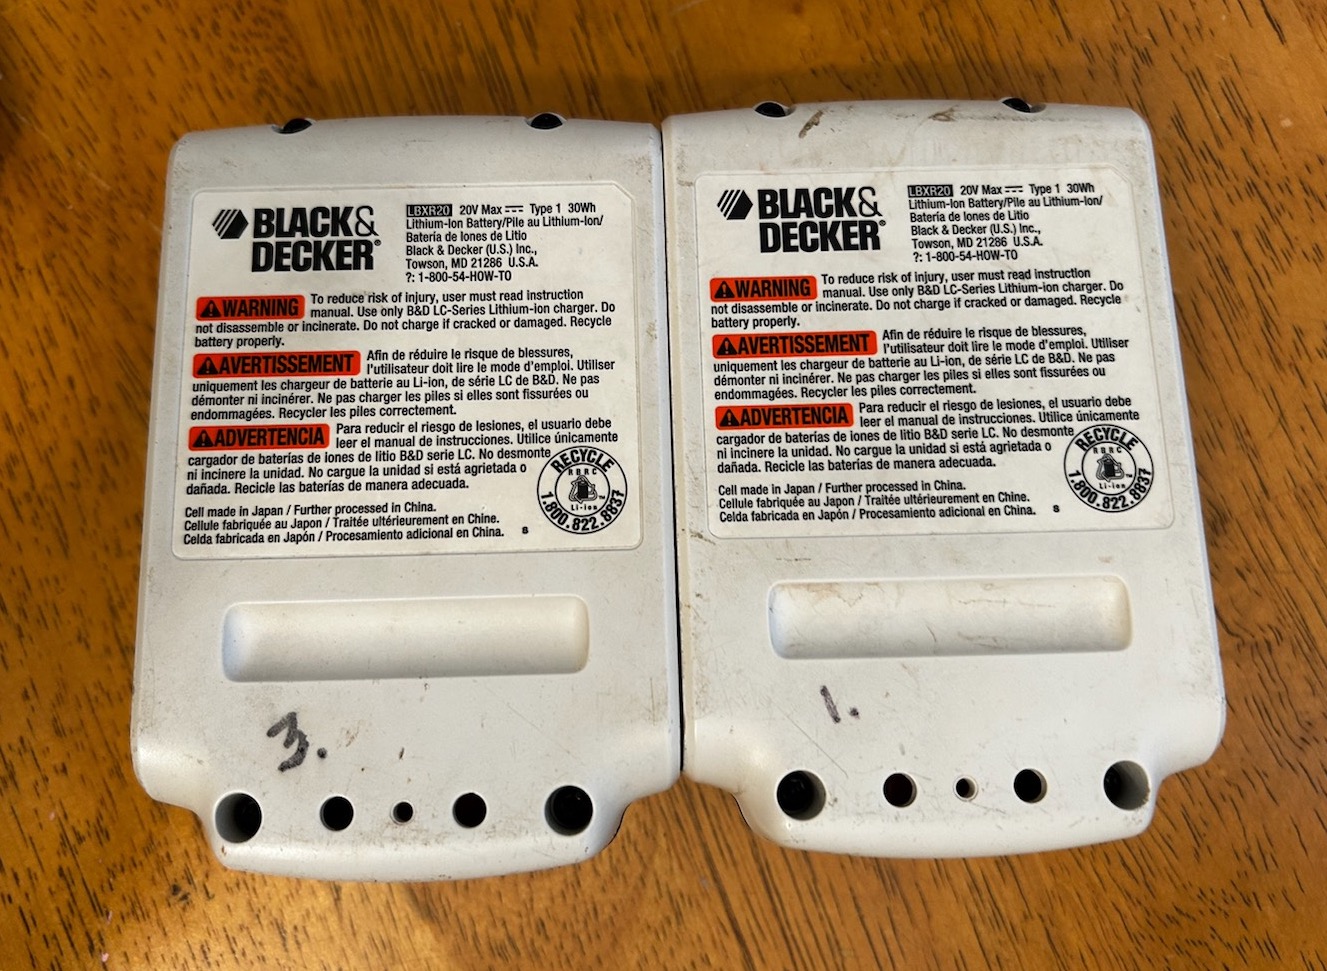 BLACK&
DECKER®
LBXR20 20V Max Type 1 30Wh
Lithium-Ion Battery/Pile au Lithium-Ion/
Batería de Iones de Litio
Black & Decker (U.S.) Inc.,
Towson, MD 21286 U.S.A.
?: 1-800-54-HOW-TO
WARNING To reduce risk of injury, user must read instruction
manual. Use only B&D LC-Series Lithium-ion charger. Do
not disassemble or incinerate. Do not charge if cracked or damaged. Recycle
battery properly.
AVERTISSEMENT Afin de réduire le risque de blessures,
l'utilisateur doit lire le mode d'emploi. Utiliser
uniquement les chargeur de batterie au Li-ion, de série LC de B&D. Ne pas
démonter ni incinérer. Ne pas charger les piles si elles sont fissurées ou
endommagées. Recycler les piles correctement.
ADVERTENCIA Para reducir el riesgo de lesiones, el usuario debe
leer el manual de instrucciones. Utilice únicamente
cargador de baterías de iones de litio B&D serie LC. No desmonte
ni incinere la unidad. No cargue la unidad si está agrietada o
dañada. Recicle las baterías de manera adecuada.
RECYCLE
RBRC
Li-ion
1.800.822.8837
Cell made in Japan / Further processed in China.
Cellule fabriquée au Japon / Traitée ultérieurement en Chine.
Celda fabricada en Japón / Procesamiento adicional en China. s
3.
BLACK&
DECKER®
LBXR20 20V Max Type 1 30Wh
Lithium-Ion Battery/Pile au Lithium-Ion/
Batería de Iones de Litio
Black & Decker (U.S.) Inc.,
Towson, MD 21286 U.S.A.
?: 1-800-54-HOW-TO
WARNING To reduce risk of injury, user must read instruction
manual. Use only B&D LC-Series Lithium-ion charger. Do
not disassemble or incinerate. Do not charge if cracked or damaged. Recycle
battery properly.
AVERTISSEMENT Afin de réduire le risque de blessures,
l'utilisateur doit lire le mode d'emploi. Utiliser
uniquement les chargeur de batterie au Li-ion, de série LC de B&D. Ne pas
démonter ni incinérer. Ne pas charger les piles si elles sont fissurées ou
endommagées. Recycler les piles correctement.
ADVERTENCIA Para reducir el riesgo de lesiones, el usuario debe
leer el manual de instrucciones. Utilice únicamente
cargador de baterías de iones de litio B&D serie LC. No desmonte
ni incinere la unidad. No cargue la unidad si está agrietada o
dañada. Recicle las baterías de manera adecuada.
RECYCLE
RBRC
Li-ion
1.800.822.8837
Cell made in Japan / Further processed in China.
Cellule fabriquée au Japon / Traitée ultérieurement en Chine.
Celda fabricada en Japón / Procesamiento adicional en China. s
1.